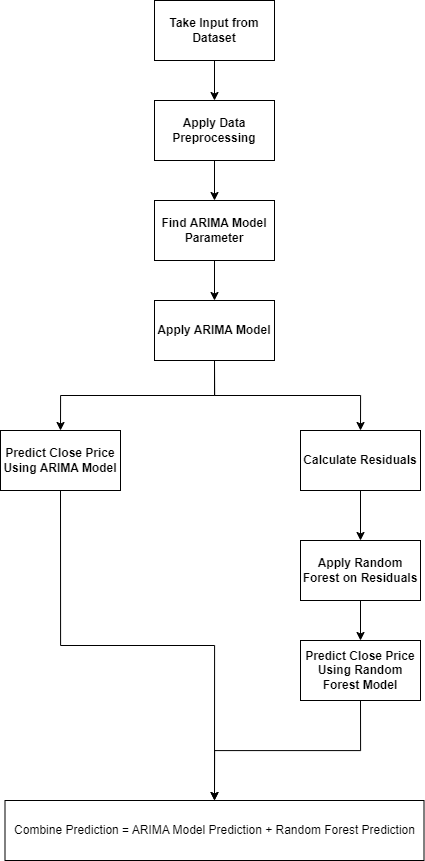 Take Input from
Dataset
Apply Data
Preprocessing
Find ARIMA Model
Parameter
Apply ARIMA Model
Predict Close Price
Using ARIMA Model
Calculate Residuals
Apply Random
Forest on Residuals
Predict Close Price
Using Random
Forest Model
Combine Prediction = ARIMA Model Prediction + Random Forest Prediction